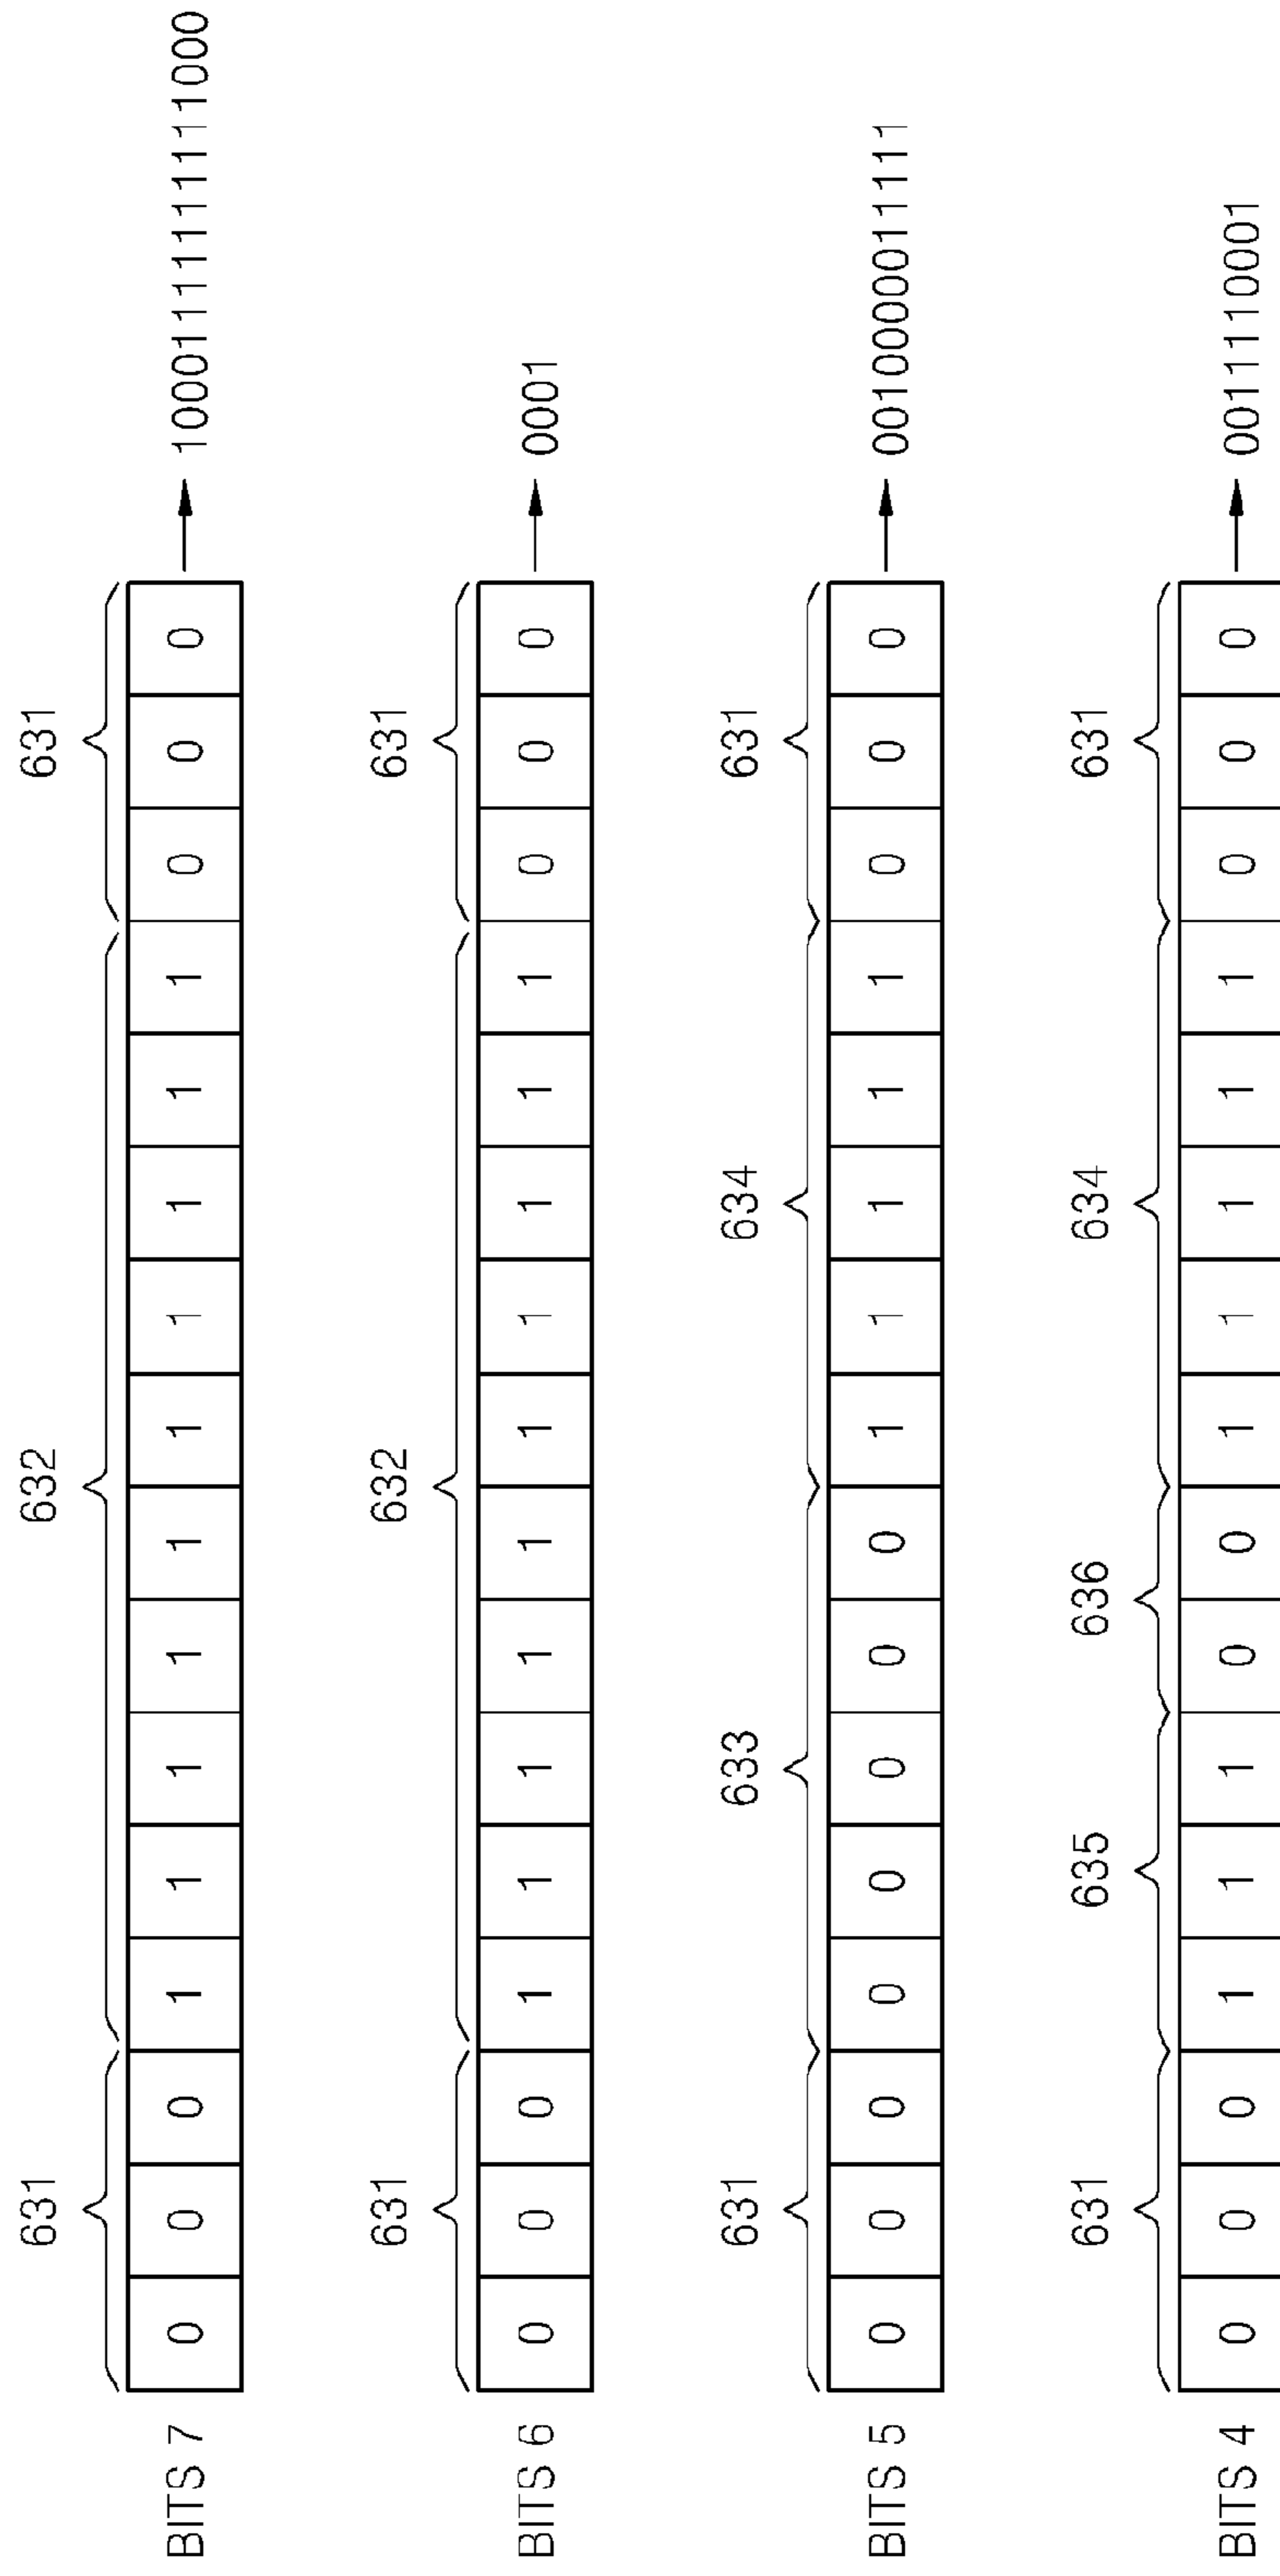 631 632 631
BITS 7 0 0 0 1 1 1 1 1 1 1 1 1 1 0 0 0 10001111111111000
631 632 631
BITS 6 0 0 0 1 1 1 1 1 1 1 1 1 1 0 0 0 0001
631 633 634 631
BITS 5 0 0 0 0 0 0 0 0 1 1 1 1 1 0 0 0 0010000011111
631 635 636 634 631
BITS 4 0 0 0 1 1 1 0 0 1 1 1 1 1 0 0 0 0011110001